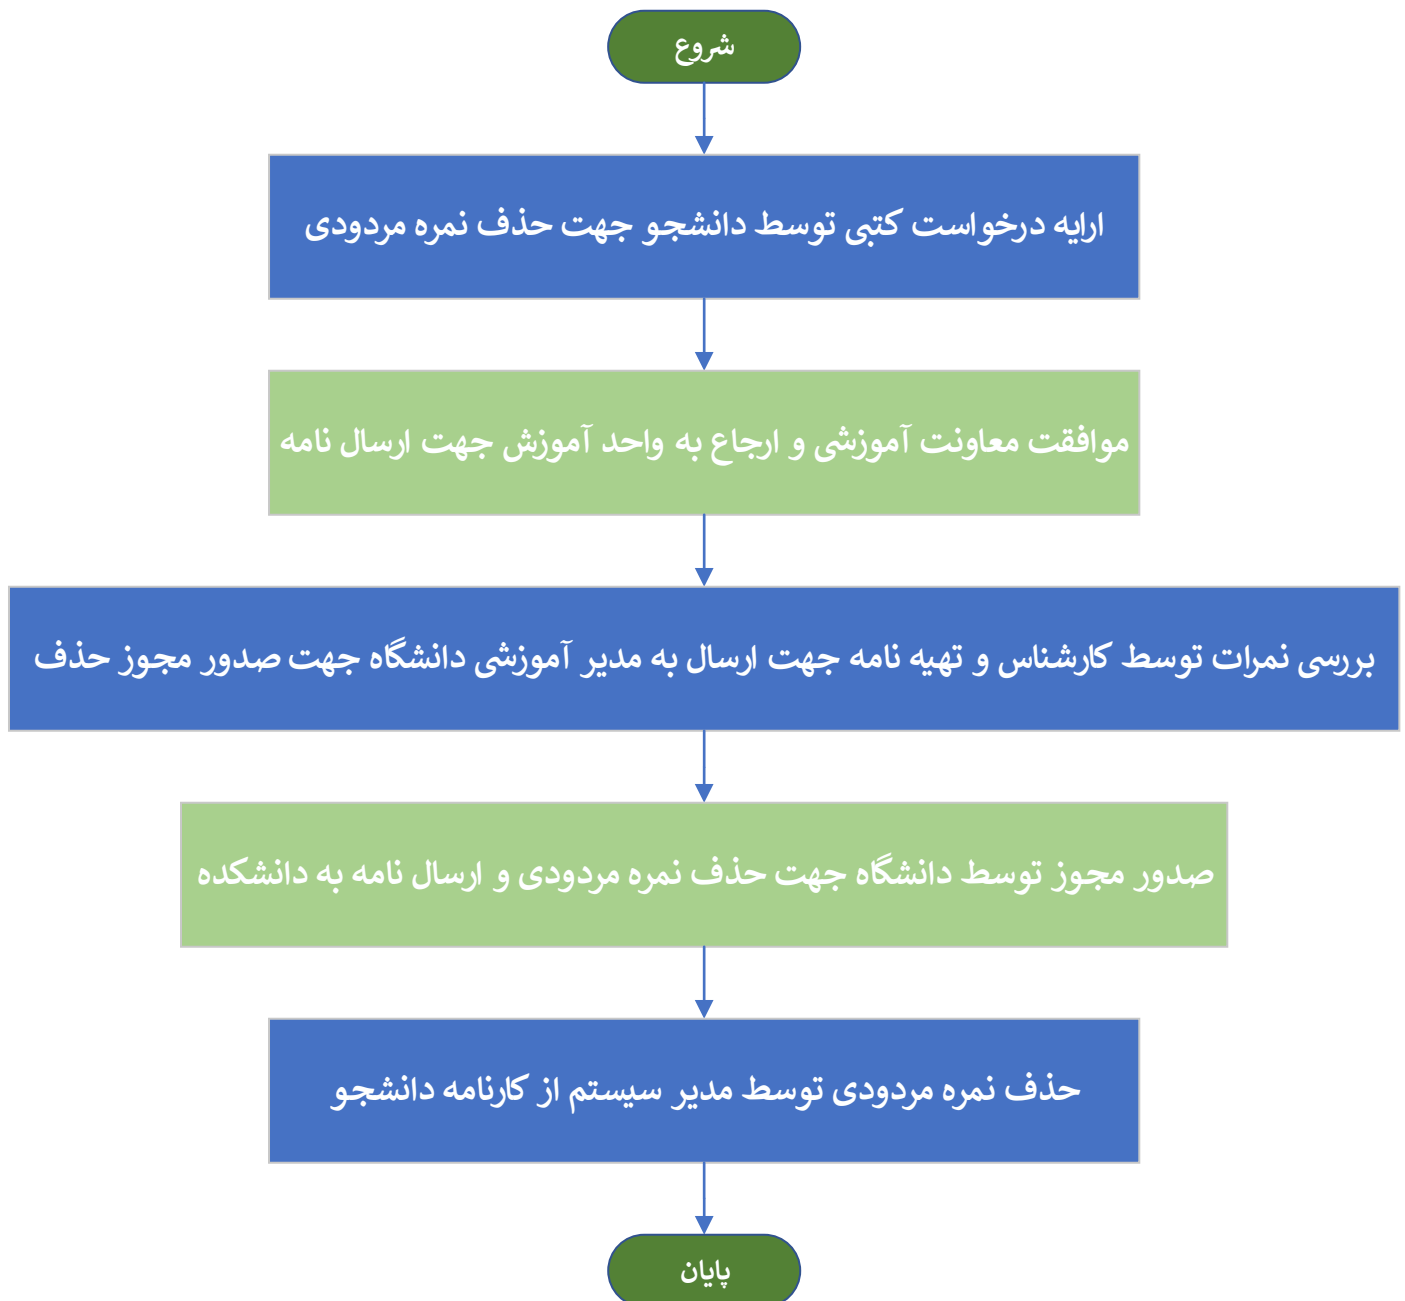 شروع
ارایه درخواست کتبی توسط دانشجو جهت حذف نمره مردودی
موافقت معاونت آموزشی و ارجاع به واحد آموزش جهت ارسال نامه
بررسی نمرات توسط کارشناس و تهیه نامه جهت ارسال به مدیر آموزشی دانشگاه جهت صدور مجوز حذف
صدور مجوز توسط دانشگاه جهت حذف نمره مردودی و ارسال نامه به دانشکده
حذف نمره مردودی توسط مدیر سیستم از کارنامه دانشجو
پایان